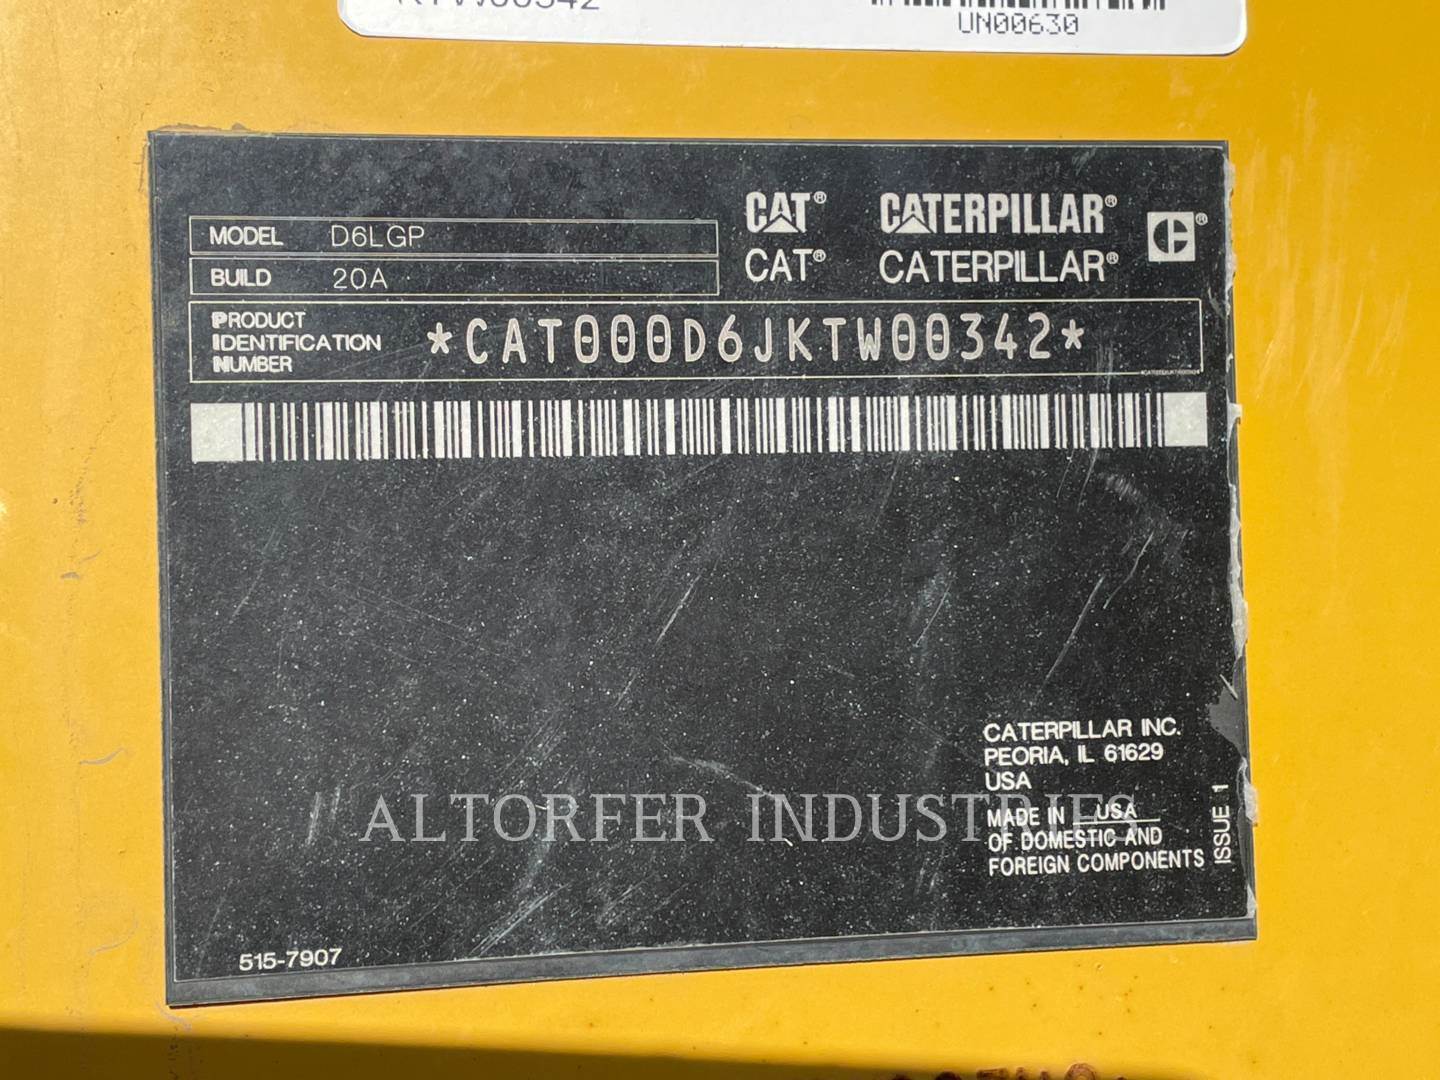 KTW00342
UN00630
MODEL D6LGP
BUILD 20A
CAT® CATERPILLAR®
CAT® CATERPILLAR®
PRODUCT
IDENTIFICATION
NUMBER
*CAT000D6JKTW00342*
CATERPILLAR INC.
PEORIA, IL 61629
USA
MADE IN USA
OF DOMESTIC AND
FOREIGN COMPONENTS
ISSUE 1
ALTORFER INDUSTRIES
515-7907